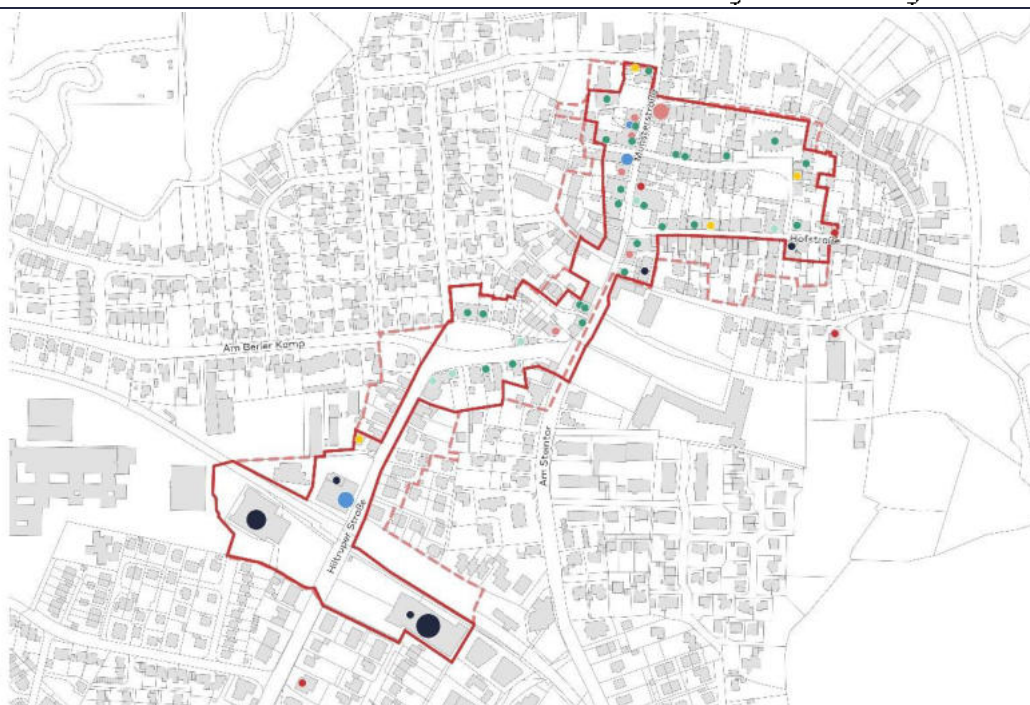 Münsterstraße
Hofstraße
Am Berler Kamp
Am Steintor
Hiltruper Straße